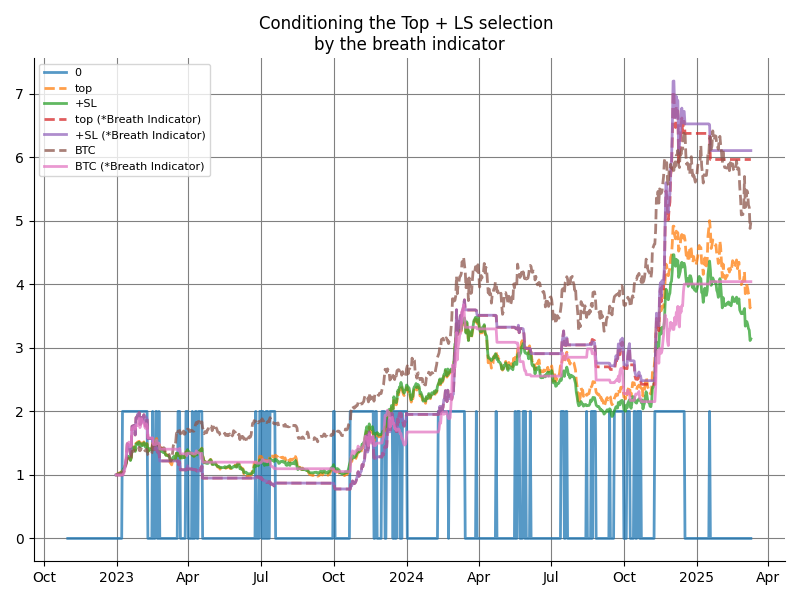 Conditioning the Top + LS selection
by the breath indicator
0
top
+SL
top (*Breath Indicator)
+SL (*Breath Indicator)
BTC
BTC (*Breath Indicator)
7
6
5
4
3
2
1
0
Oct
2023
Apr
Jul
Oct
2024
Apr
Jul
Oct
2025
Apr